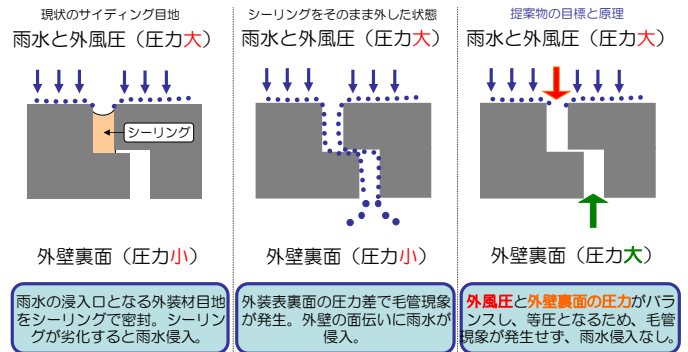 現状のサイディング目地
雨水と外風圧（圧力大）
シーリング
外壁裏面（圧力小）
雨水の浸入口となる外装材目地
をシーリングで密封。シーリン
グが劣化すると雨水侵入。
シーリングをそのまま外した状態
雨水と外風圧（圧力大）
外壁裏面（圧力小）
外装表裏面の圧力差で毛管現象
が発生。外壁の面伝いに雨水が
侵入。
提案物の目標と原理
雨水と外風圧（圧力大）
外壁裏面（圧力大）
外風圧と外壁裏面の圧力がバラ
ンスし、等圧となるため、毛管
現象が発生せず、雨水侵入なし。